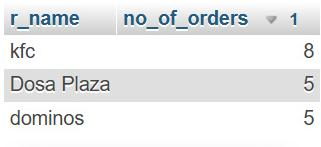 r_name no_of_orders 1
kfc 8
Dosa Plaza 5
dominos 5